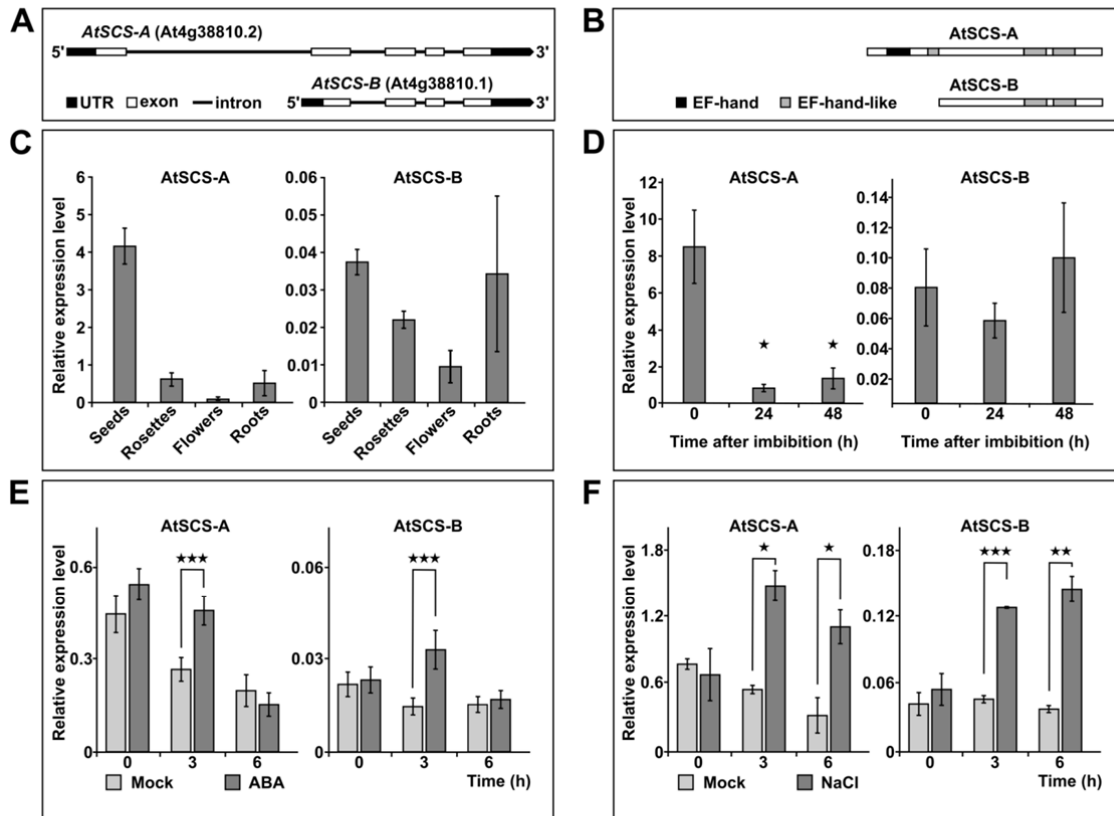 A
AtSCS-A (At4g38810.2)
5' 3'
AtSCS-B (At4g38810.1)
UTR exon intron 5' 3'
B
AtSCS-A
AtSCS-B
EF-hand EF-hand-like
C
AtSCS-A AtSCS-B
Relative expression level
6
5
4
3
2
1
0
0.06
0.05
0.04
0.03
0.02
0.01
0
Seeds Rosettes Flowers Roots
Seeds Rosettes Flowers Roots
D
AtSCS-A AtSCS-B
Relative expression level
12
10
8
6
4
2
0
0.14
0.12
0.10
0.08
0.06
0.04
0.02
★ ★
0 24 48
0 24 48
Time after imbibition (h) Time after imbibition (h)
E
AtSCS-A AtSCS-B
Relative expression level
0.6
0.3
0
0.06
0.03
0
★★★ ★★★
0 3 6
0 3 6
Mock ABA Time (h)
F
AtSCS-A AtSCS-B
Relative expression level
1.8
1.2
0.6
0
0.18
0.12
0.06
0
★ ★ ★★★ ★★
0 3 6
0 3 6
Mock NaCl Time (h)